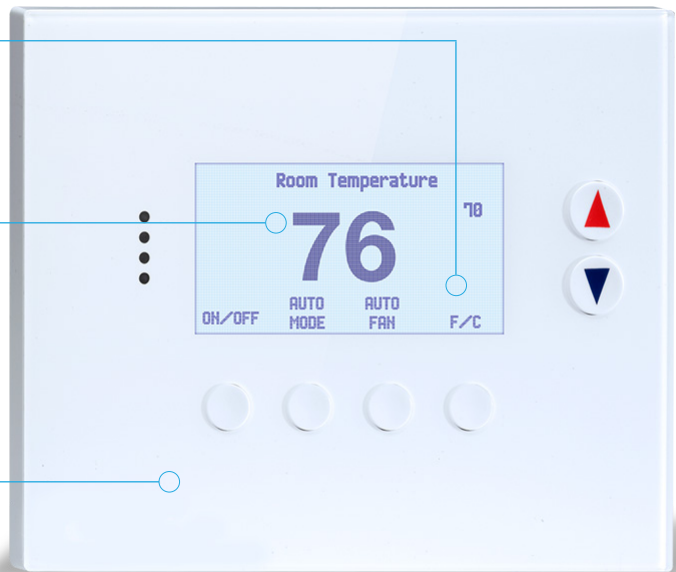 Room Temperature
70
76
AUTO AUTO
ON/OFF MODE FAN F/C